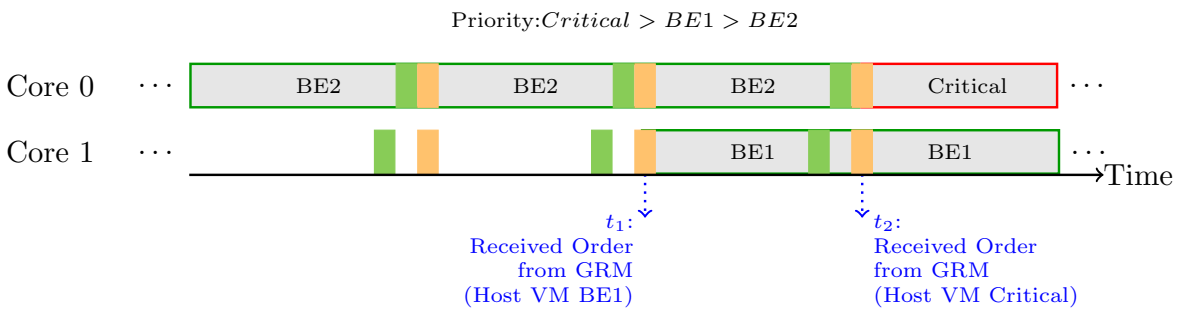 Priority:Critical > BE1 > BE2
Core 0 ··· BE2 BE2 BE2 Critical ···
Core 1 ··· BE1 BE1 ···
Time
t₁:
Received Order
from GRM
(Host VM BE1)
t₂:
Received Order
from GRM
(Host VM Critical)